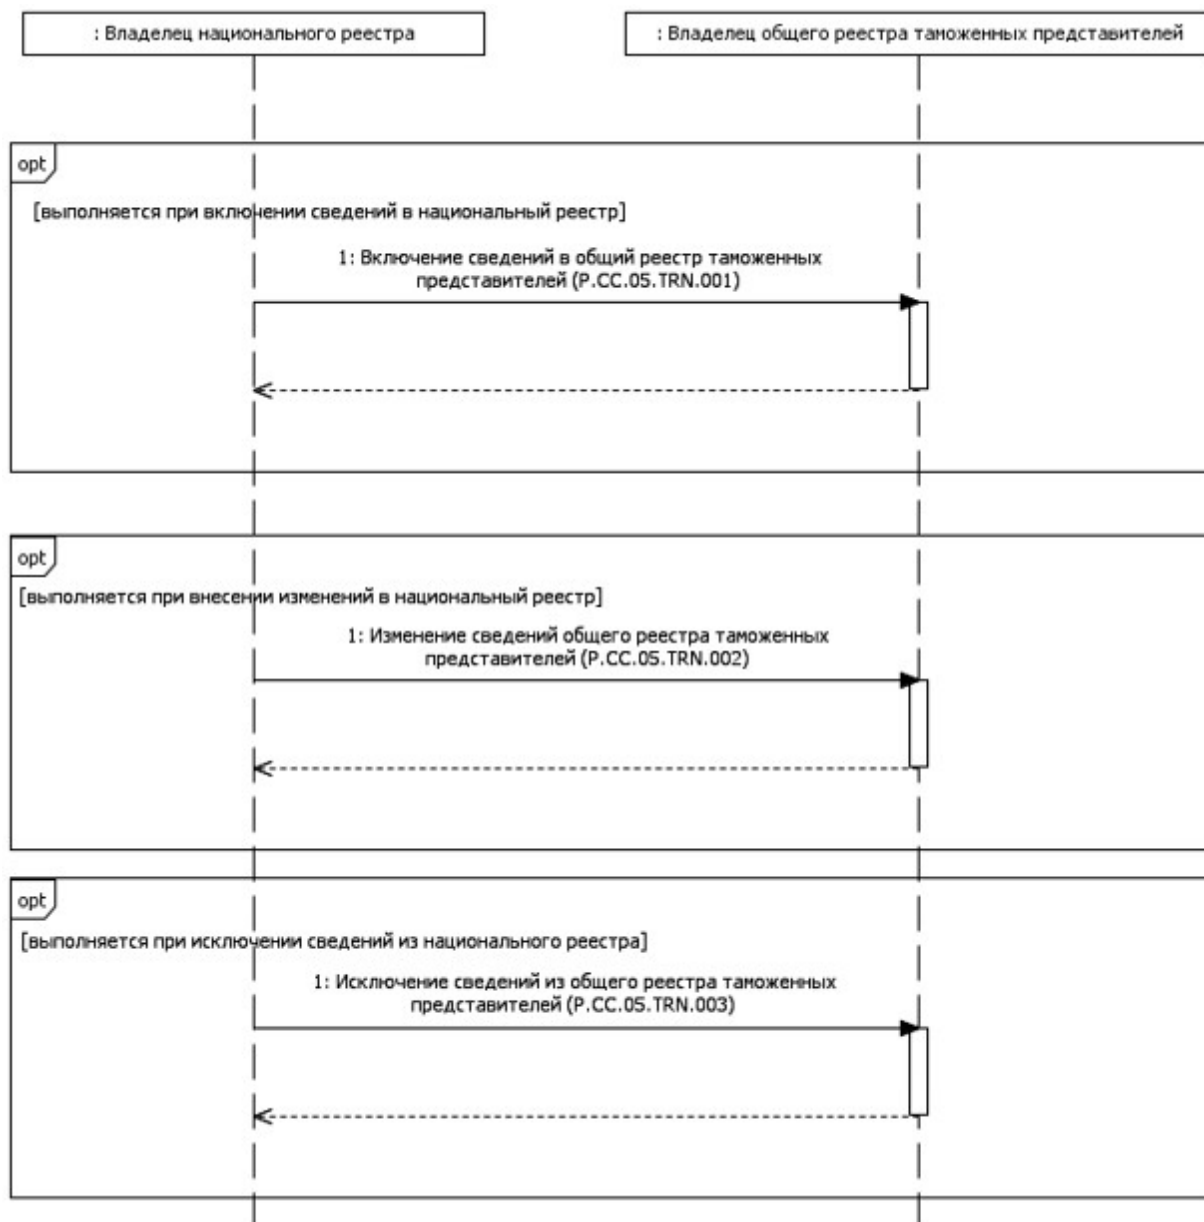 : Владелец национального реестра
: Владелец общего реестра таможенных представителей
opt
[выполняется при включении сведений в национальный реестр]
1: Включение сведений в общий реестр таможенных
представителей (P.CC.05.TRN.001)
opt
[выполняется при внесении изменений в национальный реестр]
1: Изменение сведений общего реестра таможенных
представителей (P.CC.05.TRN.002)
opt
[выполняется при исключении сведений из национального реестра]
1: Исключение сведений из общего реестра таможенных
представителей (P.CC.05.TRN.003)